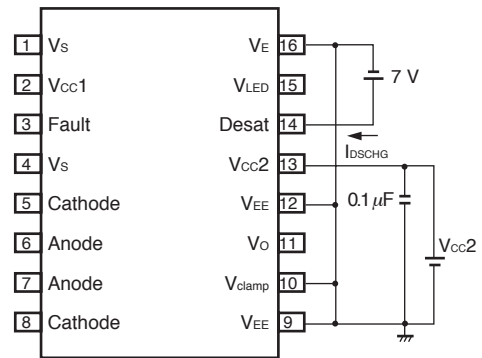 1 Vs VE 16
2 Vcc1 VLED 15
3 Fault Desat 14
4 Vs Vcc2 13
5 Cathode VEE 12
6 Anode Vo 11
7 Anode Vclamp 10
8 Cathode VEE 9
7 V
IDSCHG
0.1 μF
Vcc2